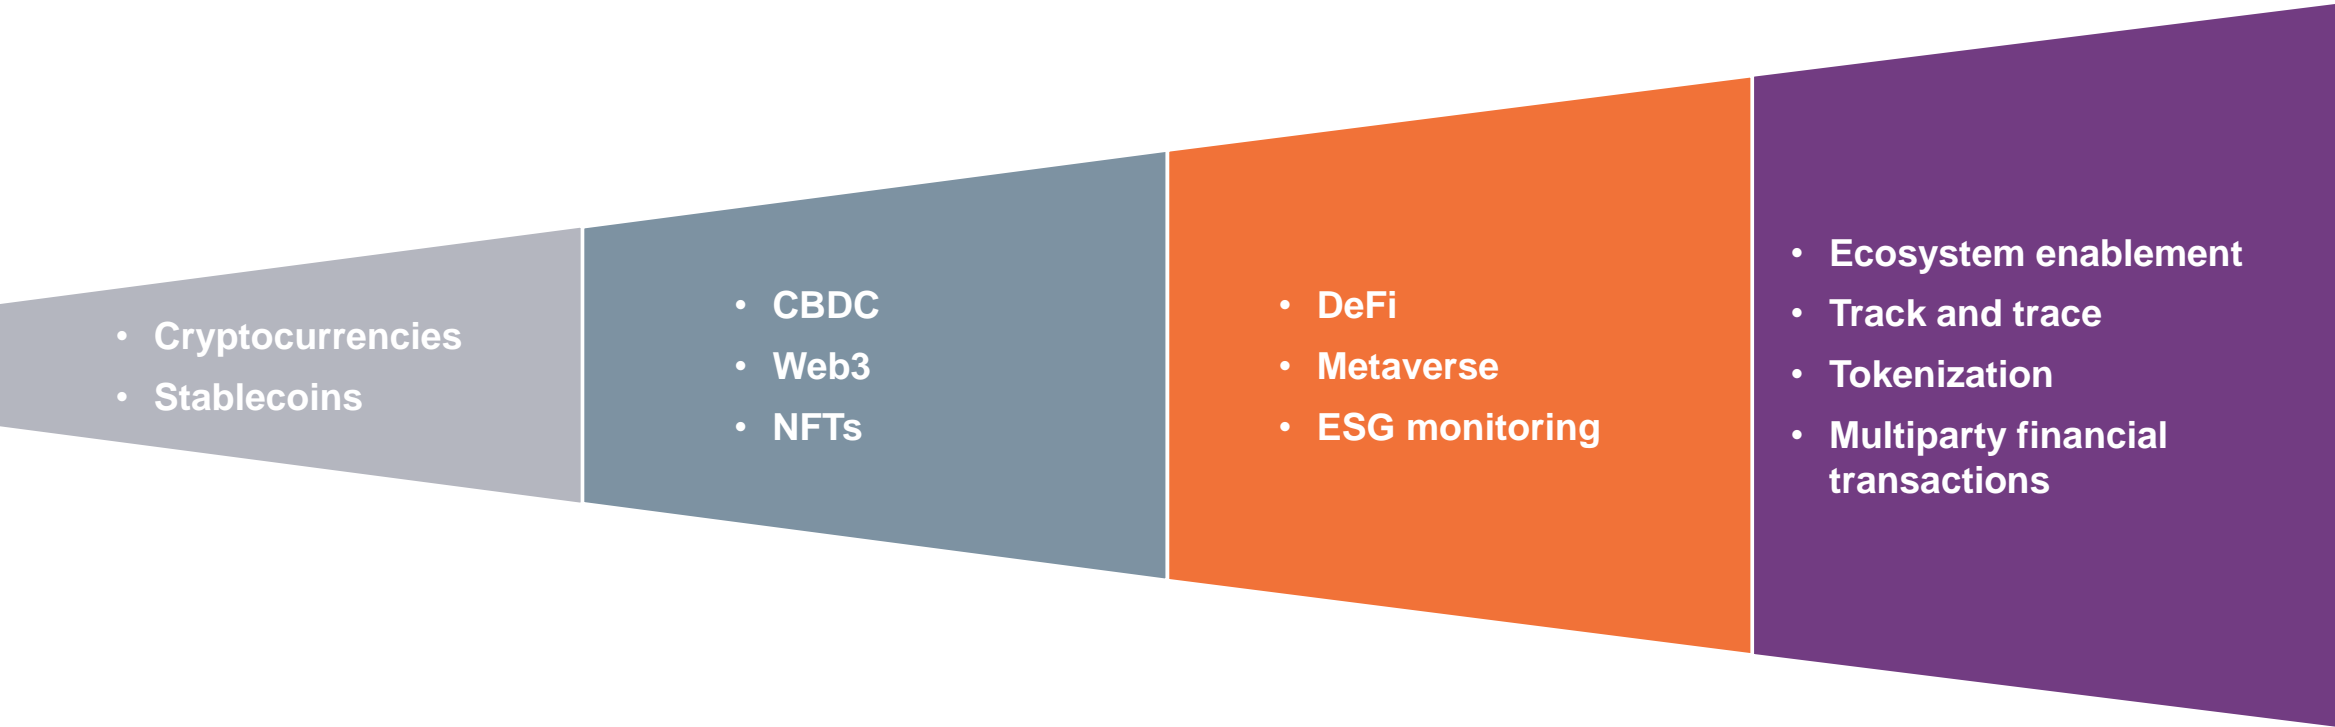 • Cryptocurrencies
• Stablecoins
• CBDC
• Web3
• NFTs
• DeFi
• Metaverse
• ESG monitoring
• Ecosystem enablement
• Track and trace
• Tokenization
• Multiparty financial
transactions